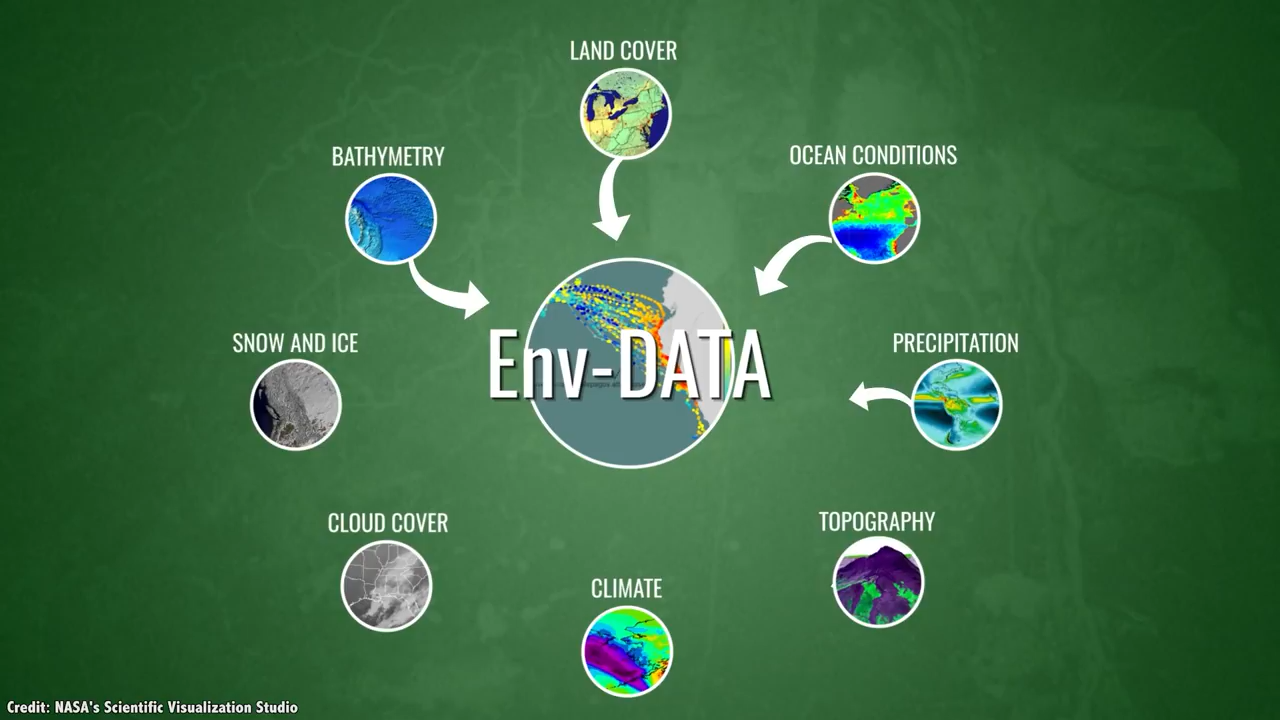 LAND COVER
BATHYMETRY
OCEAN CONDITIONS
SNOW AND ICE
Env-DATA
PRECIPITATION
CLOUD COVER
TOPOGRAPHY
CLIMATE
Credit: NASA's Scientific Visualization Studio